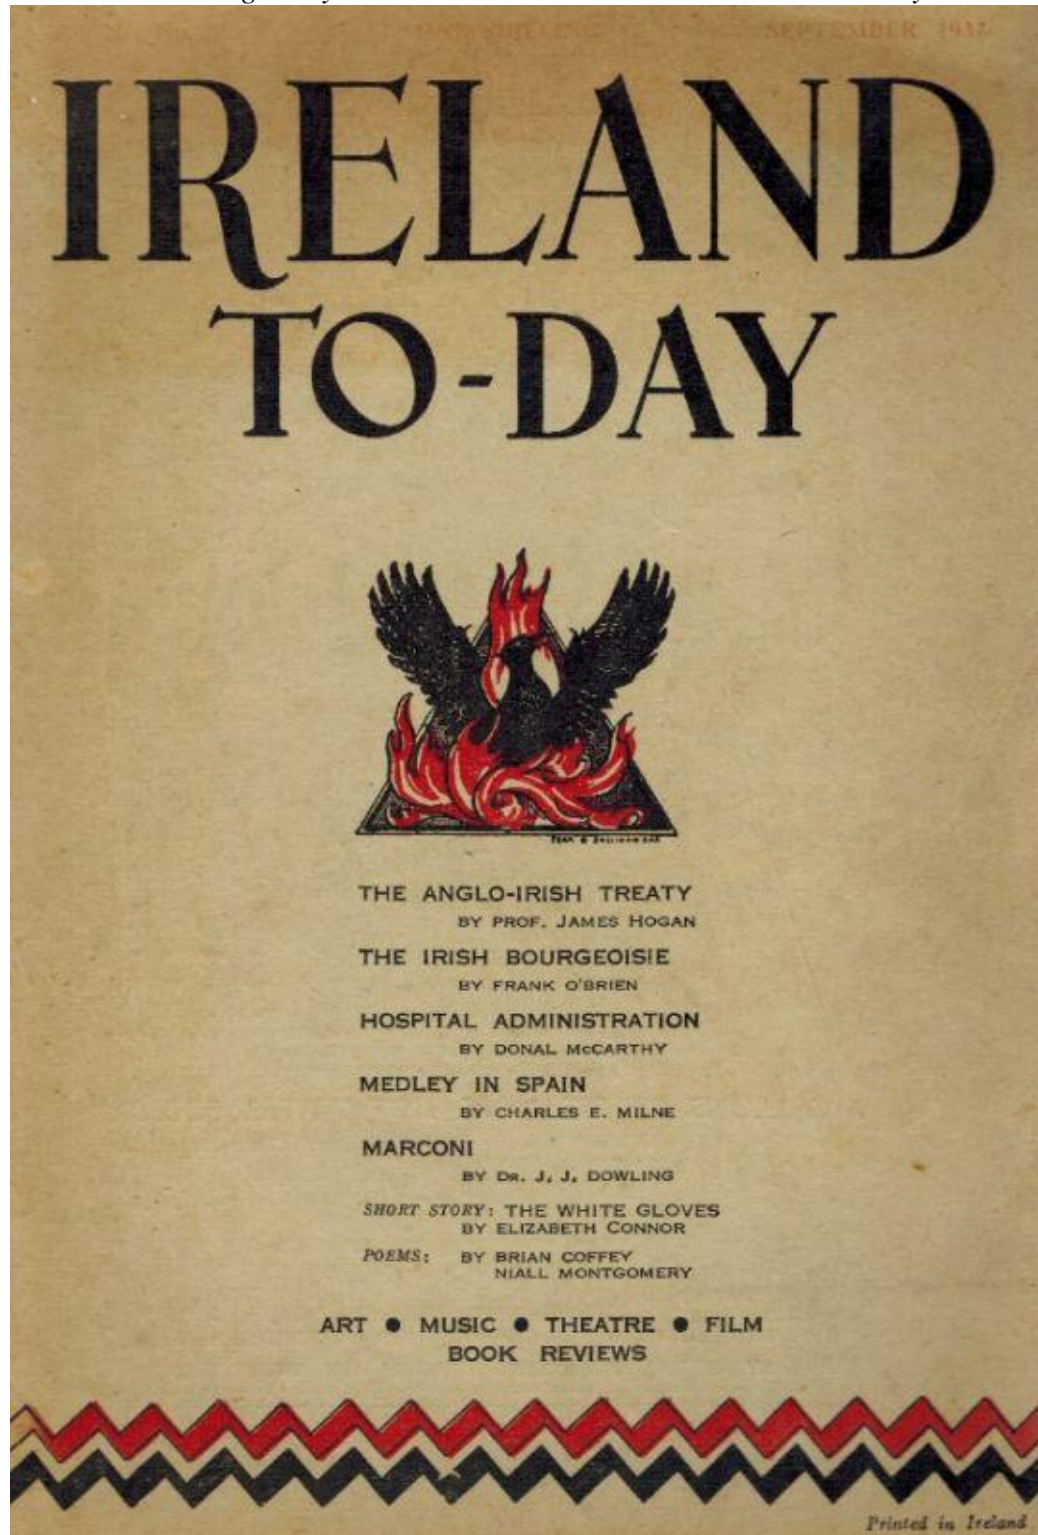 SEPTEMBER 1937
IRELAND
TO-DAY
THE ANGLO-IRISH TREATY
BY PROF. JAMES HOGAN
THE IRISH BOURGEOISIE
BY FRANK O'BRIEN
HOSPITAL ADMINISTRATION
BY DONAL McCARTHY
MEDLEY IN SPAIN
BY CHARLES E. MILNE
MARCONI
BY DR. J. J. DOWLING
SHORT STORY: THE WHITE GLOVES
BY ELIZABETH CONNOR
POEMS: BY BRIAN COFFEY
NIALL MONTGOMERY
ART ● MUSIC ● THEATRE ● FILM
BOOK REVIEWS
Printed in Ireland